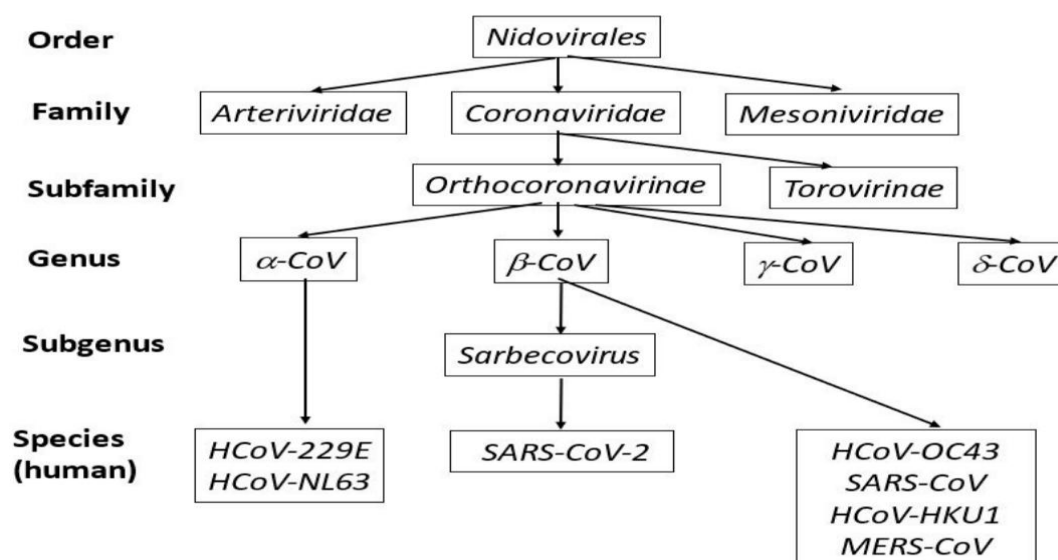 Order
Nidovirales
Family
Arteriviridae
Coronaviridae
Mesoniviridae
Subfamily
Orthocoronavirinae
Torovirinae
Genus
α-CoV
β-CoV
γ-CoV
δ-CoV
Subgenus
Sarbecovirus
Species
(human)
HCoV-229E
HCoV-NL63
SARS-CoV-2
HCoV-OC43
SARS-CoV
HCoV-HKU1
MERS-CoV